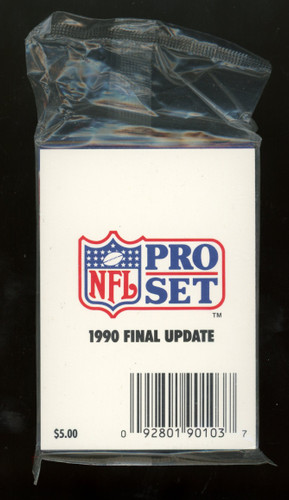 NFL
PRO
SET
TM
1990 FINAL UPDATE
$5.00
0 92801 90103 7